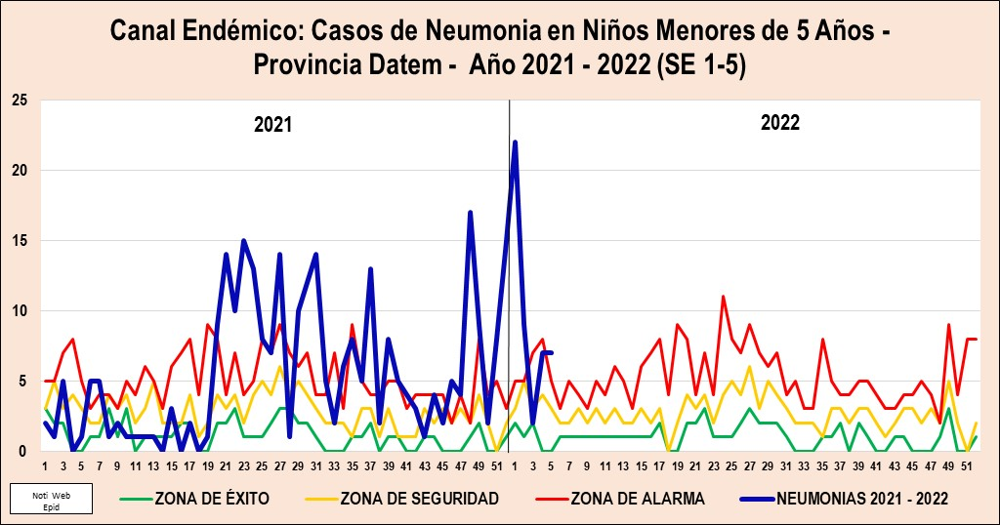 Canal Endémico: Casos de Neumonia en Niños Menores de 5 Años -
Provincia Datem - Año 2021 - 2022 (SE 1-5)
25
20
15
10
5
0
2021
2022
1 3 5 7 9 11 13 15 17 19 21 23 25 27 29 31 33 35 37 39 41 43 45 47 49 51 1 3 5 7 9 11 13 15 17 19 21 23 25 27 29 31 33 35 37 39 41 43 45 47 49 51
Noti Web
Epid
ZONA DE ÉXITO
ZONA DE SEGURIDAD
ZONA DE ALARMA
NEUMONIAS 2021 - 2022